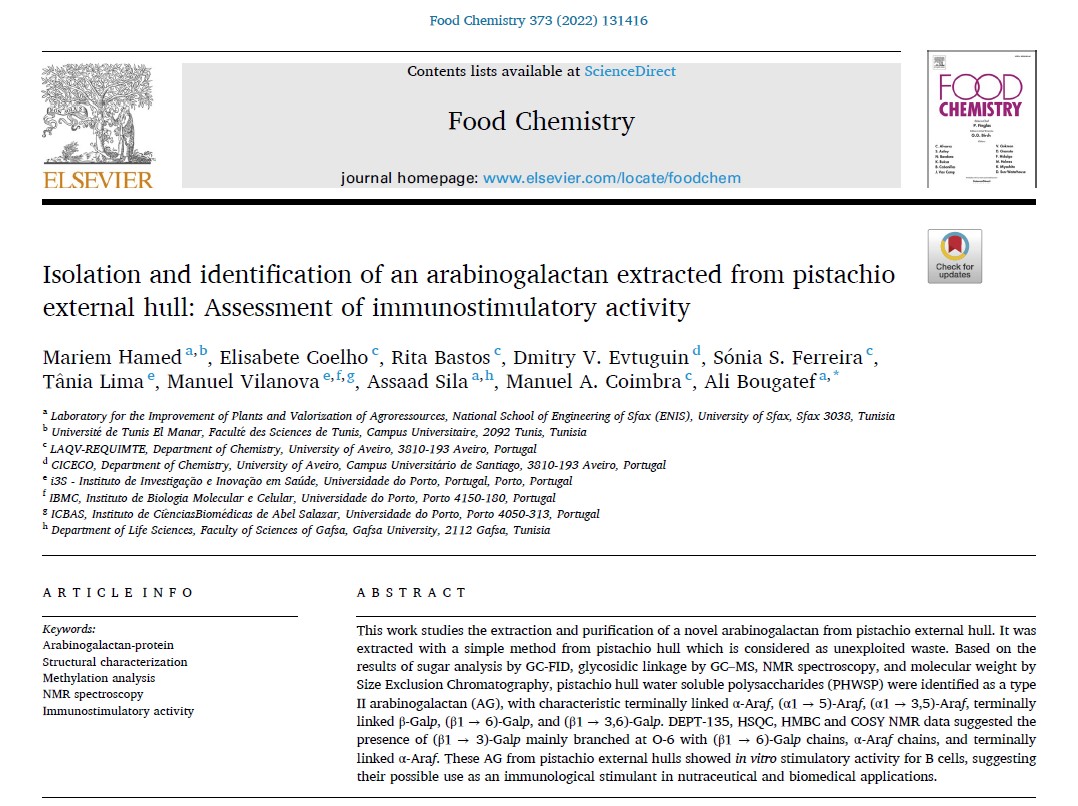 Food Chemistry 373 (2022) 131416
Contents lists available at ScienceDirect
Food Chemistry
journal homepage: www.elsevier.com/locate/foodchem
ELSEVIER
FOOD
CHEMISTRY
Check for
updates
Isolation and identification of an arabinogalactan extracted from pistachio
external hull: Assessment of immunostimulatory activity
Mariem Hamed a,b, Elisabete Coelho c, Rita Bastos c, Dmitry V. Evtuguin d, Sónia S. Ferreira c,
Tânia Lima e, Manuel Vilanova e,f,g, Assaad Sila a,h, Manuel A. Coimbra c, Ali Bougatef a,*
a Laboratory for the Improvement of Plants and Valorization of Agroressources, National School of Engineering of Sfax (ENIS), University of Sfax, Sfax 3038, Tunisia
b Université de Tunis El Manar, Faculté des Sciences de Tunis, Campus Universitaire, 2092 Tunis, Tunisia
c LAQV-REQUIMTE, Department of Chemistry, University of Aveiro, 3810-193 Aveiro, Portugal
d CICECO, Department of Chemistry, University of Aveiro, Campus Universitário de Santiago, 3810-193 Aveiro, Portugal
e i3S - Instituto de Investigação e Inovação em Saúde, Universidade do Porto, Portugal, Porto, Portugal
f IBMC, Instituto de Biologia Molecular e Celular, Universidade do Porto, Porto 4150-180, Portugal
g ICBAS, Instituto de CiênciasBiomédicas de Abel Salazar, Universidade do Porto, Porto 4050-313, Portugal
h Department of Life Sciences, Faculty of Sciences of Gafsa, Gafsa University, 2112 Gafsa, Tunisia
ARTICLE INFO
Keywords:
Arabinogalactan-protein
Structural characterization
Methylation analysis
NMR spectroscopy
Immunostimulatory activity
ABSTRACT
This work studies the extraction and purification of a novel arabinogalactan from pistachio external hull. It was
extracted with a simple method from pistachio hull which is considered as unexploited waste. Based on the
results of sugar analysis by GC-FID, glycosidic linkage by GC–MS, NMR spectroscopy, and molecular weight by
Size Exclusion Chromatography, pistachio hull water soluble polysaccharides (PHWSP) were identified as a type
II arabinogalactan (AG), with characteristic terminally linked α-Araf, (α1 → 5)-Araf, (α1 → 3,5)-Araf, terminally
linked β-Galp, (β1 → 6)-Galp, and (β1 → 3,6)-Galp. DEPT-135, HSQC, HMBC and COSY NMR data suggested the
presence of (β1 → 3)-Galp mainly branched at O-6 with (β1 → 6)-Galp chains, α-Araf chains, and terminally
linked α-Araf. These AG from pistachio external hulls showed in vitro stimulatory activity for B cells, suggesting
their possible use as an immunological stimulant in nutraceutical and biomedical applications.